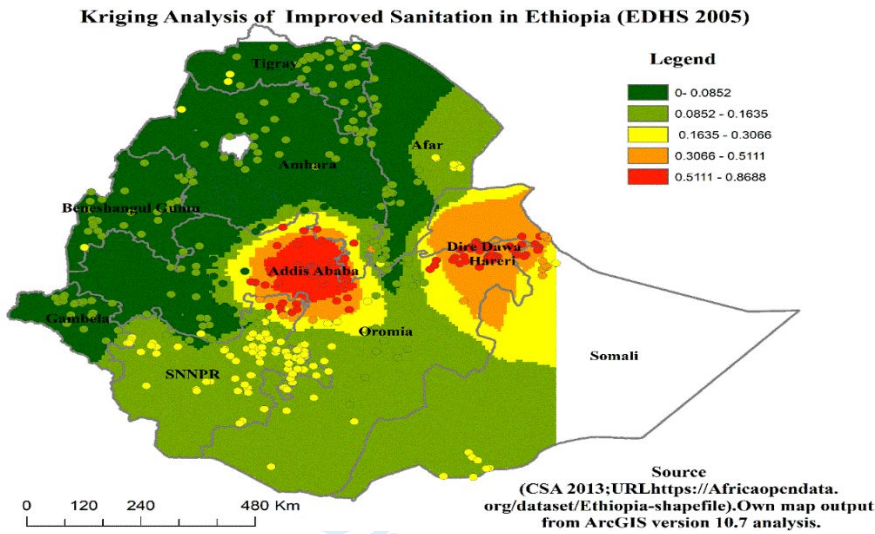 Kriging Analysis of Improved Sanitation in Ethiopia (EDHS 2005)
Legend
0- 0.0852
0.0852 - 0.1635
0.1635 - 0.3066
0.3066 - 0.5111
0.5111 - 0.8688
Tigray
Afar
Amhara
Beneshangul Gumu
Dire Dawa
Hareri
Addis Ababa
Gambela
Oromia
Somali
SNNPR
0 120 240 480 Km
Source
(CSA 2013;URLhttps://Africaopcndata.
org/dataset/Ethiopia-shapefile).Own map output
from ArcGIS version 10.7 analysis.